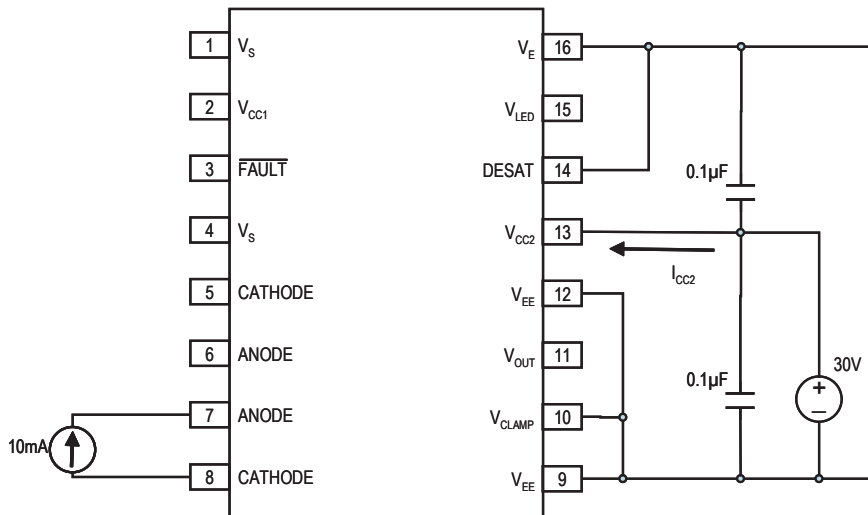 1 V_S
2 V_CC1
3 F̅A̅U̅L̅T̅
4 V_S
5 CATHODE
6 ANODE
7 ANODE
8 CATHODE
10mA
V_E 16
V_LED 15
DESAT 14
V_CC2 13
V_EE 12
V_OUT 11
V_CLAMP 10
V_EE 9
0.1µF
I_CC2
0.1µF
30V
+
–